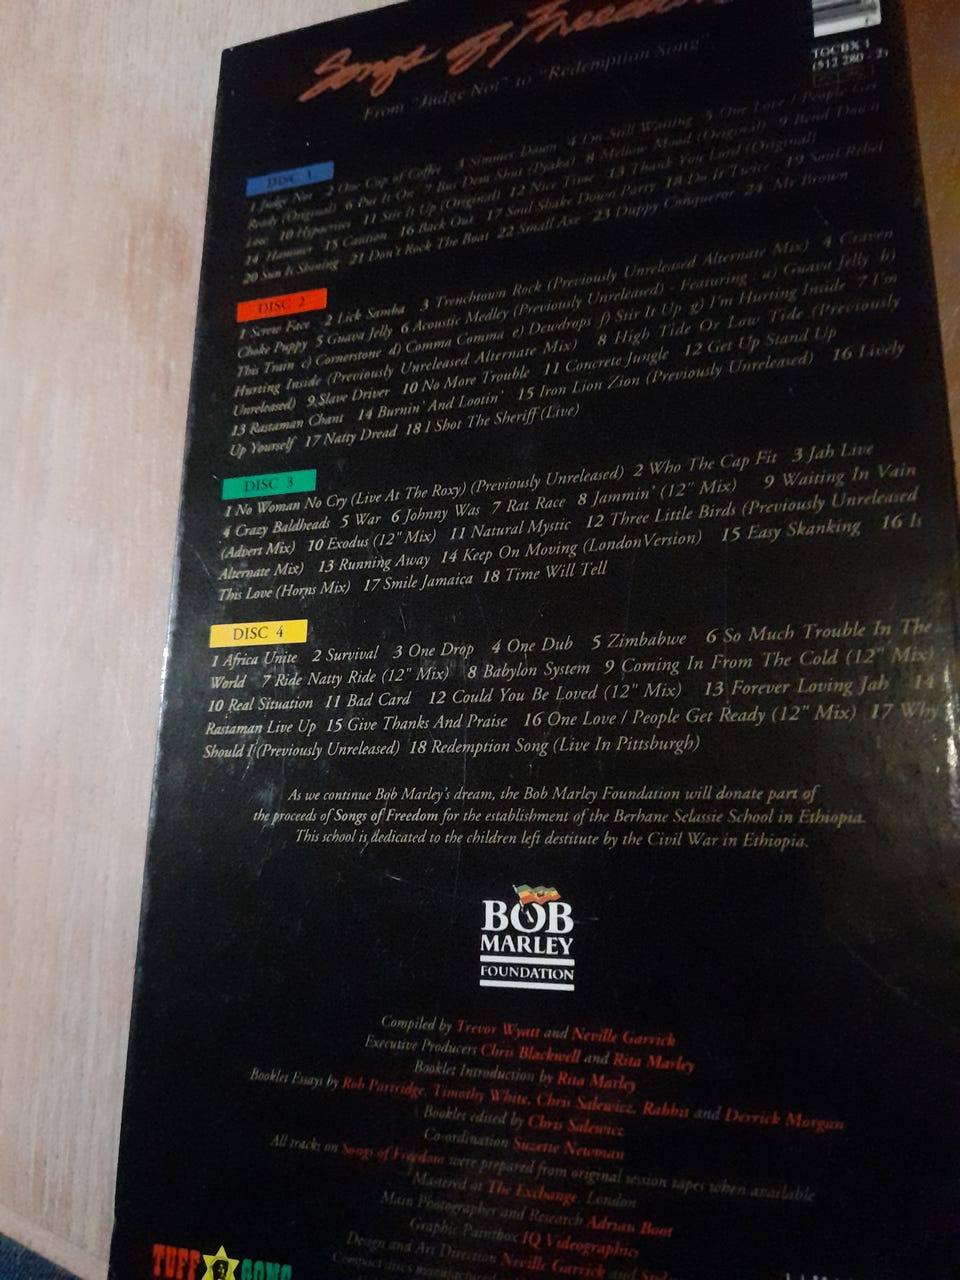 Songs of Freedom
From "Judge Not" to "Redemption Song"
TGCBX 1
(512 280 - 2)
DISC 1
1 Judge Not 2 One Cup of Coffee 3 Simmer Down 4 I'm Still Waiting 5 One Love / People Get
Ready (Original) 6 Put It On 7 Bus Dem Shut (Pyaka) 8 Mellow Mood (Original) 9 Bend Down
Low 10 Hypocrites 11 Stir It Up (Original) 12 Nice Time 13 Thank You Lord (Original)
14 Hammer 15 Caution 16 Back Out 17 Soul Shake Down Party 18 Do It Twice 19 Soul Rebel
20 Sun Is Shining 21 Don't Rock The Boat 22 Small Axe 23 Duppy Conqueror 24 Mr Brown
DISC 2
1 Screw Face 2 Lick Samba 3 Trenchtown Rock (Previously Unreleased Alternate Mix) 4 Craven
Choke Puppy 5 Guava Jelly 6 Acoustic Medley (Previously Unreleased) - Featuring: a) Guava Jelly b)
This Train c) Cornerstone d) Comma Comma e) Dewdrops f) Stir It Up g) I'm Hurting Inside 7 I'm
Hurting Inside (Previously Unreleased Alternate Mix) 8 High Tide Or Low Tide (Previously
Unreleased) 9 Slave Driver 10 No More Trouble 11 Concrete Jungle 12 Get Up Stand Up
13 Rastaman Chant 14 Burnin' And Lootin' 15 Iron Lion Zion (Previously Unreleased) 16 Lively
Up Yourself 17 Natty Dread 18 I Shot The Sheriff (Live)
DISC 3
1 No Woman No Cry (Live At The Roxy) (Previously Unreleased) 2 Who The Cap Fit 3 Jah Live
4 Crazy Baldheads 5 War 6 Johnny Was 7 Rat Race 8 Jammin' (12" Mix) 9 Waiting In Vain
(Advert Mix) 10 Exodus (12" Mix) 11 Natural Mystic 12 Three Little Birds (Previously Unreleased
Alternate Mix) 13 Running Away 14 Keep On Moving (London Version) 15 Easy Skanking 16 Is
This Love (Horns Mix) 17 Smile Jamaica 18 Time Will Tell
DISC 4
1 Africa Unite 2 Survival 3 One Drop 4 One Dub 5 Zimbabwe 6 So Much Trouble In The
World 7 Ride Natty Ride (12" Mix) 8 Babylon System 9 Coming In From The Cold (12" Mix)
10 Real Situation 11 Bad Card 12 Could You Be Loved (12" Mix) 13 Forever Loving Jah 14
Rastaman Live Up 15 Give Thanks And Praise 16 One Love / People Get Ready (12" Mix) 17 Why
Should I (Previously Unreleased) 18 Redemption Song (Live In Pittsburgh)
As we continue Bob Marley's dream, the Bob Marley Foundation will donate part of
the proceeds of Songs of Freedom for the establishment of the Berhane Selassie School in Ethiopia.
This school is dedicated to the children left destitute by the Civil War in Ethiopia.
BOB
MARLEY
FOUNDATION
Compiled by Trevor Wyatt and Neville Garrick
Executive Producers Chris Blackwell and Rita Marley
Booklet Introduction by Rita Marley
Booklet Essays by Rob Partridge, Timothy White, Chris Salewicz, Rabbit and Derrick Morgan
Booklet edited by Chris Salewicz
Co-ordination Suzette Newman
All tracks on Songs of Freedom were prepared from original session tapes when available
Mastered at The Exchange, London
Main Photographer and Research Adrian Boot
Graphic Paintbox IQ Videographics
Design and Art Direction Neville Garrick and
Compact discs manufactured
TUFF GONG